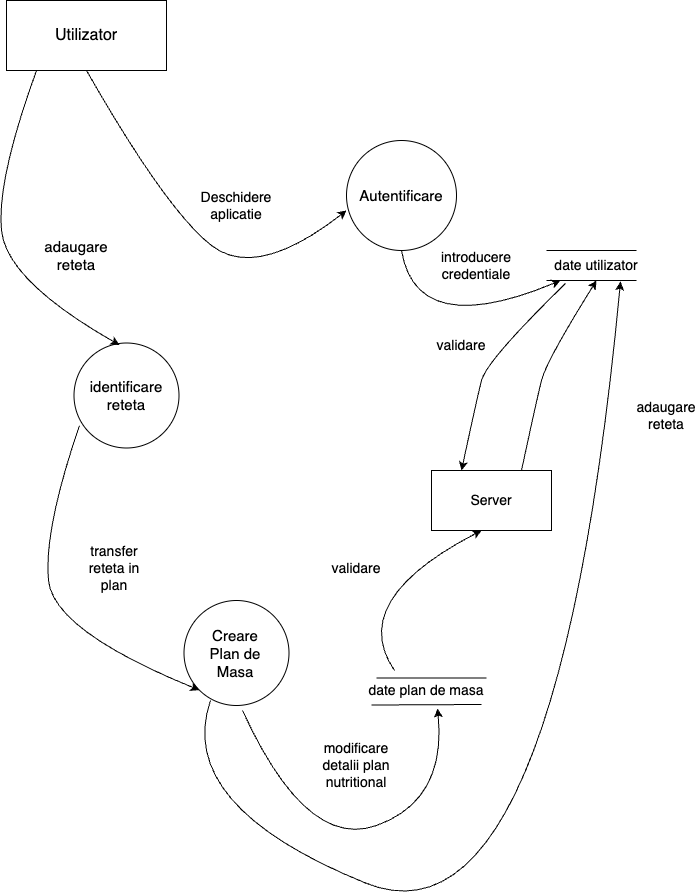 Utilizator
Deschidere
aplicatie
Autentificare
adaugare
reteta
introducere
credentiale
date utilizator
validare
identificare
reteta
adaugare
reteta
Server
transfer
reteta in
plan
validare
Creare
Plan de
Masa
date plan de masa
modificare
detalii plan
nutritional